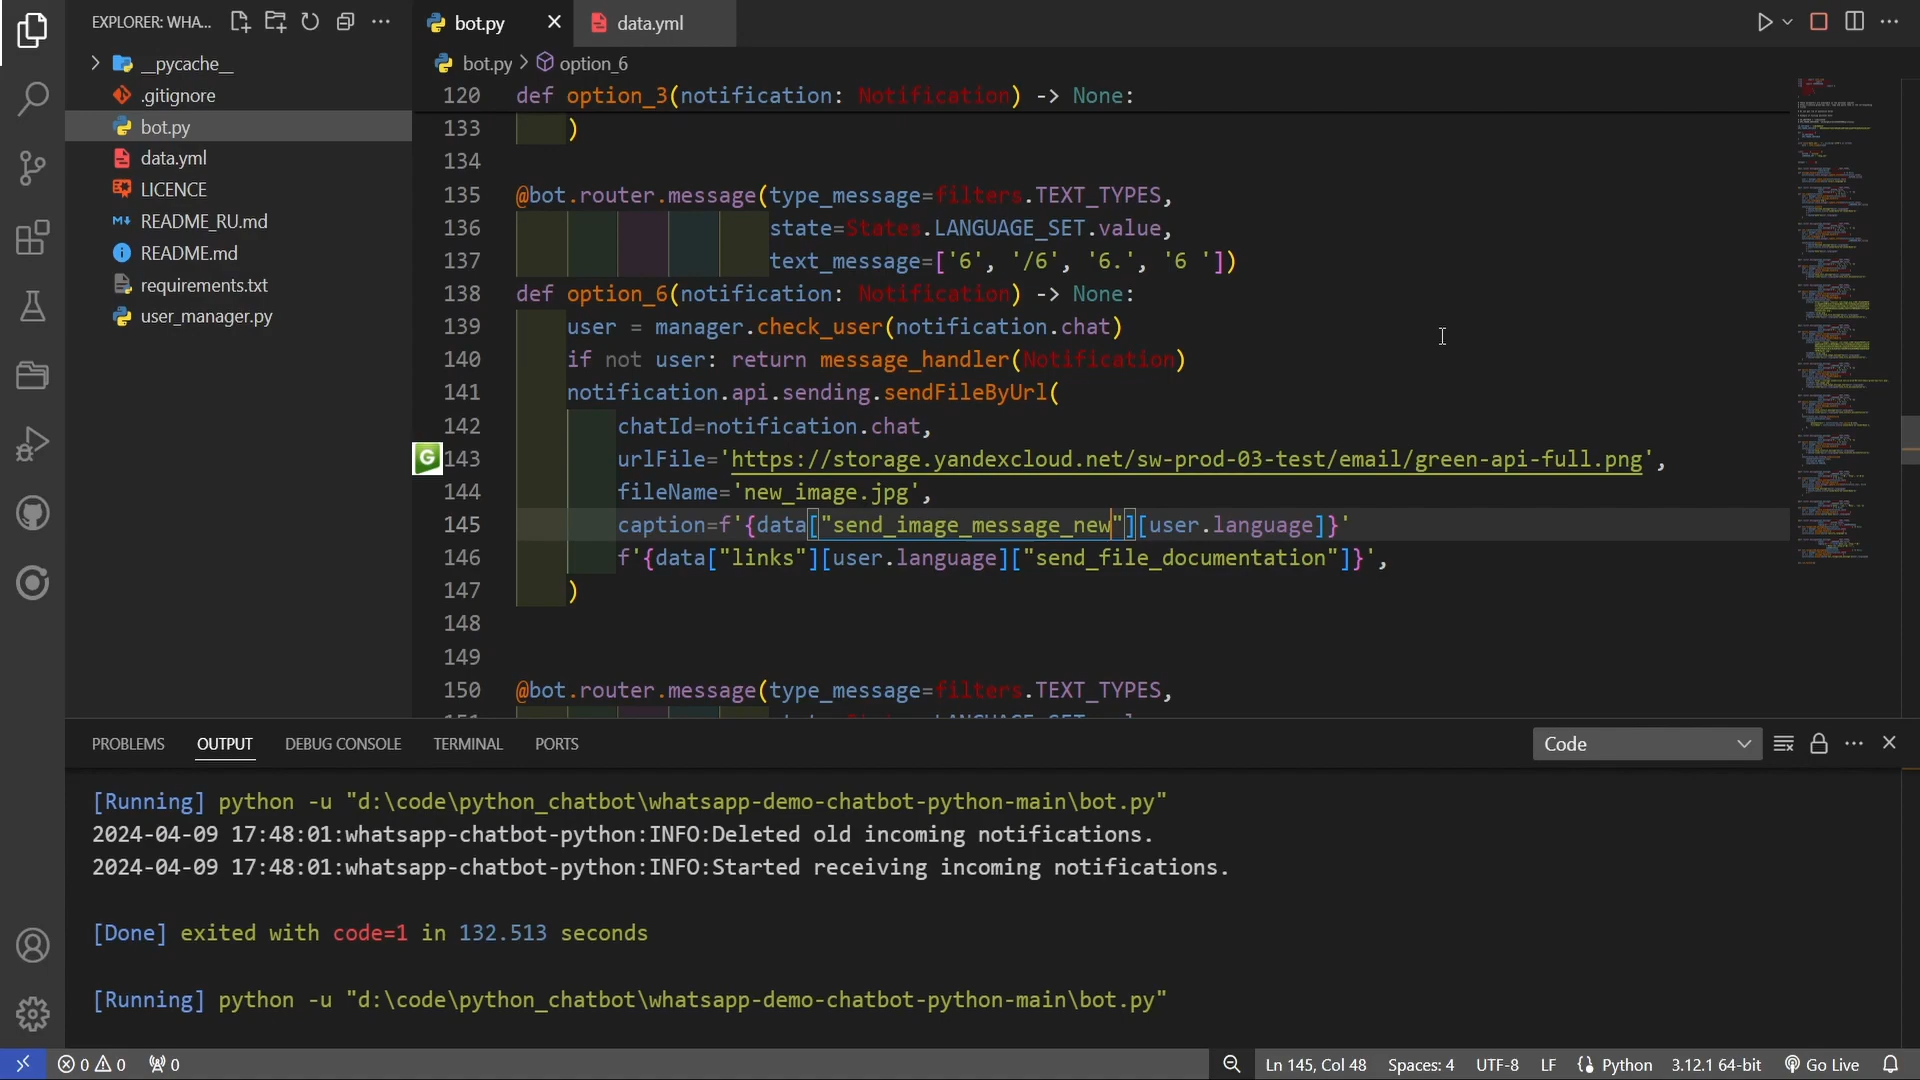 EXPLORER: WHA...
__pycache__
.gitignore
bot.py
data.yml
LICENCE
README_RU.md
README.md
requirements.txt
user_manager.py
bot.py
data.yml
bot.py > option_6
120 def option_3(notification: Notification) -> None:
133 )
134
135 @bot.router.message(type_message=filters.TEXT_TYPES,
136 state=States.LANGUAGE_SET.value,
137 text_message=['6', '/6', '6.', '6 '])
138 def option_6(notification: Notification) -> None:
139 user = manager.check_user(notification.chat)
140 if not user: return message_handler(Notification)
141 notification.api.sending.sendFileByUrl(
142 chatId=notification.chat,
G
143 urlFile='https://storage.yandexcloud.net/sw-prod-03-test/email/green-api-full.png',
144 fileName='new_image.jpg',
145 caption=f'{data["send_image_message_new"][user.language]}'
146 f'{data["links"][user.language]["send_file_documentation"]}',
147 )
148
149
150 @bot.router.message(type_message=filters.TEXT_TYPES,
PROBLEMS OUTPUT DEBUG CONSOLE TERMINAL PORTS
Code
[Running] python -u "d:\code\python_chatbot\whatsapp-demo-chatbot-python-main\bot.py"
2024-04-09 17:48:01:whatsapp-chatbot-python:INFO:Deleted old incoming notifications.
2024-04-09 17:48:01:whatsapp-chatbot-python:INFO:Started receiving incoming notifications.
[Done] exited with code=1 in 132.513 seconds
[Running] python -u "d:\code\python_chatbot\whatsapp-demo-chatbot-python-main\bot.py"
0 0 0 Ln 145, Col 48 Spaces: 4 UTF-8 LF Python 3.12.1 64-bit Go Live